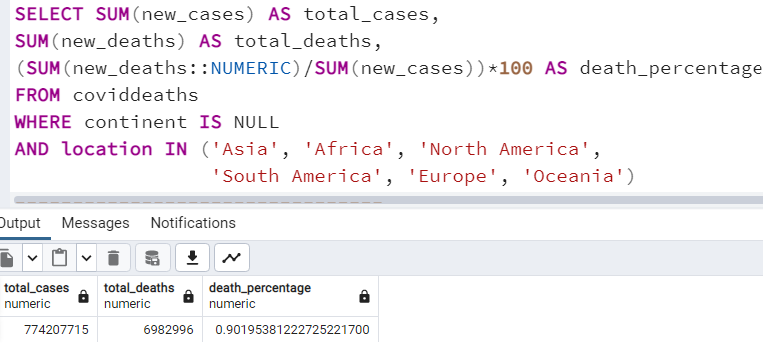 SELECT SUM(new_cases) AS total_cases,
SUM(new_deaths) AS total_deaths,
(SUM(new_deaths::NUMERIC)/SUM(new_cases))*100 AS death_percentage
FROM coviddeaths
WHERE continent IS NULL
AND location IN ('Asia', 'Africa', 'North America',
'South America', 'Europe', 'Oceania')
Output Messages Notifications
total_cases total_deaths death_percentage
numeric numeric numeric
774207715 6982996 0.90195381222725221700